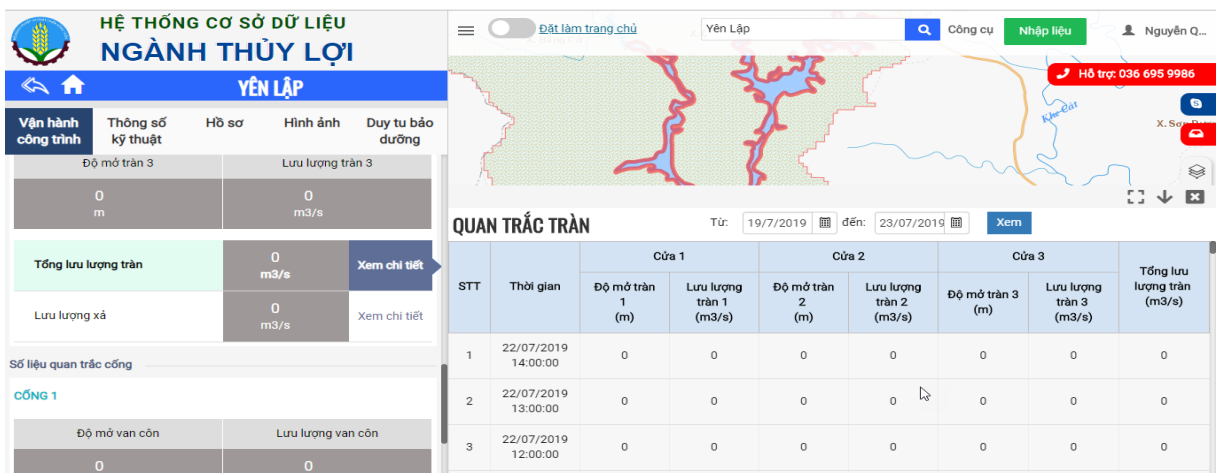 HỆ THỐNG CƠ SỞ DỮ LIỆU
NGÀNH THỦY LỢI
YÊN LẬP
Vận hành công trình
Thông số kỹ thuật
Hồ sơ
Hình ảnh
Duy tu bảo dưỡng
Độ mở tràn 3
Lưu lượng tràn 3
0
m
0
m3/s
Tổng lưu lượng tràn
0
m3/s
Xem chi tiết
Lưu lượng xả
0
m3/s
Xem chi tiết
Số liệu quan trắc cống
CỐNG 1
Độ mở van côn
Lưu lượng van côn
0
0
Đặt làm trang chủ
Yên Lập
Công cụ
Nhập liệu
Nguyễn Q...
Hỗ trợ: 036 695 9986
Khe Cát
QUAN TRẮC TRÀN
Từ: 19/7/2019 đến: 23/07/2019 Xem
STT
Thời gian
Cửa 1
Cửa 2
Cửa 3
Độ mở tràn 1 (m)
Lưu lượng tràn 1 (m3/s)
Độ mở tràn 2 (m)
Lưu lượng tràn 2 (m3/s)
Độ mở tràn 3 (m)
Lưu lượng tràn 3 (m3/s)
Tổng lưu lượng tràn (m3/s)
1 22/07/2019 14:00:00 0 0 0 0 0 0 0
2 22/07/2019 13:00:00 0 0 0 0 0 0 0
3 22/07/2019 12:00:00 0 0 0 0 0 0 0